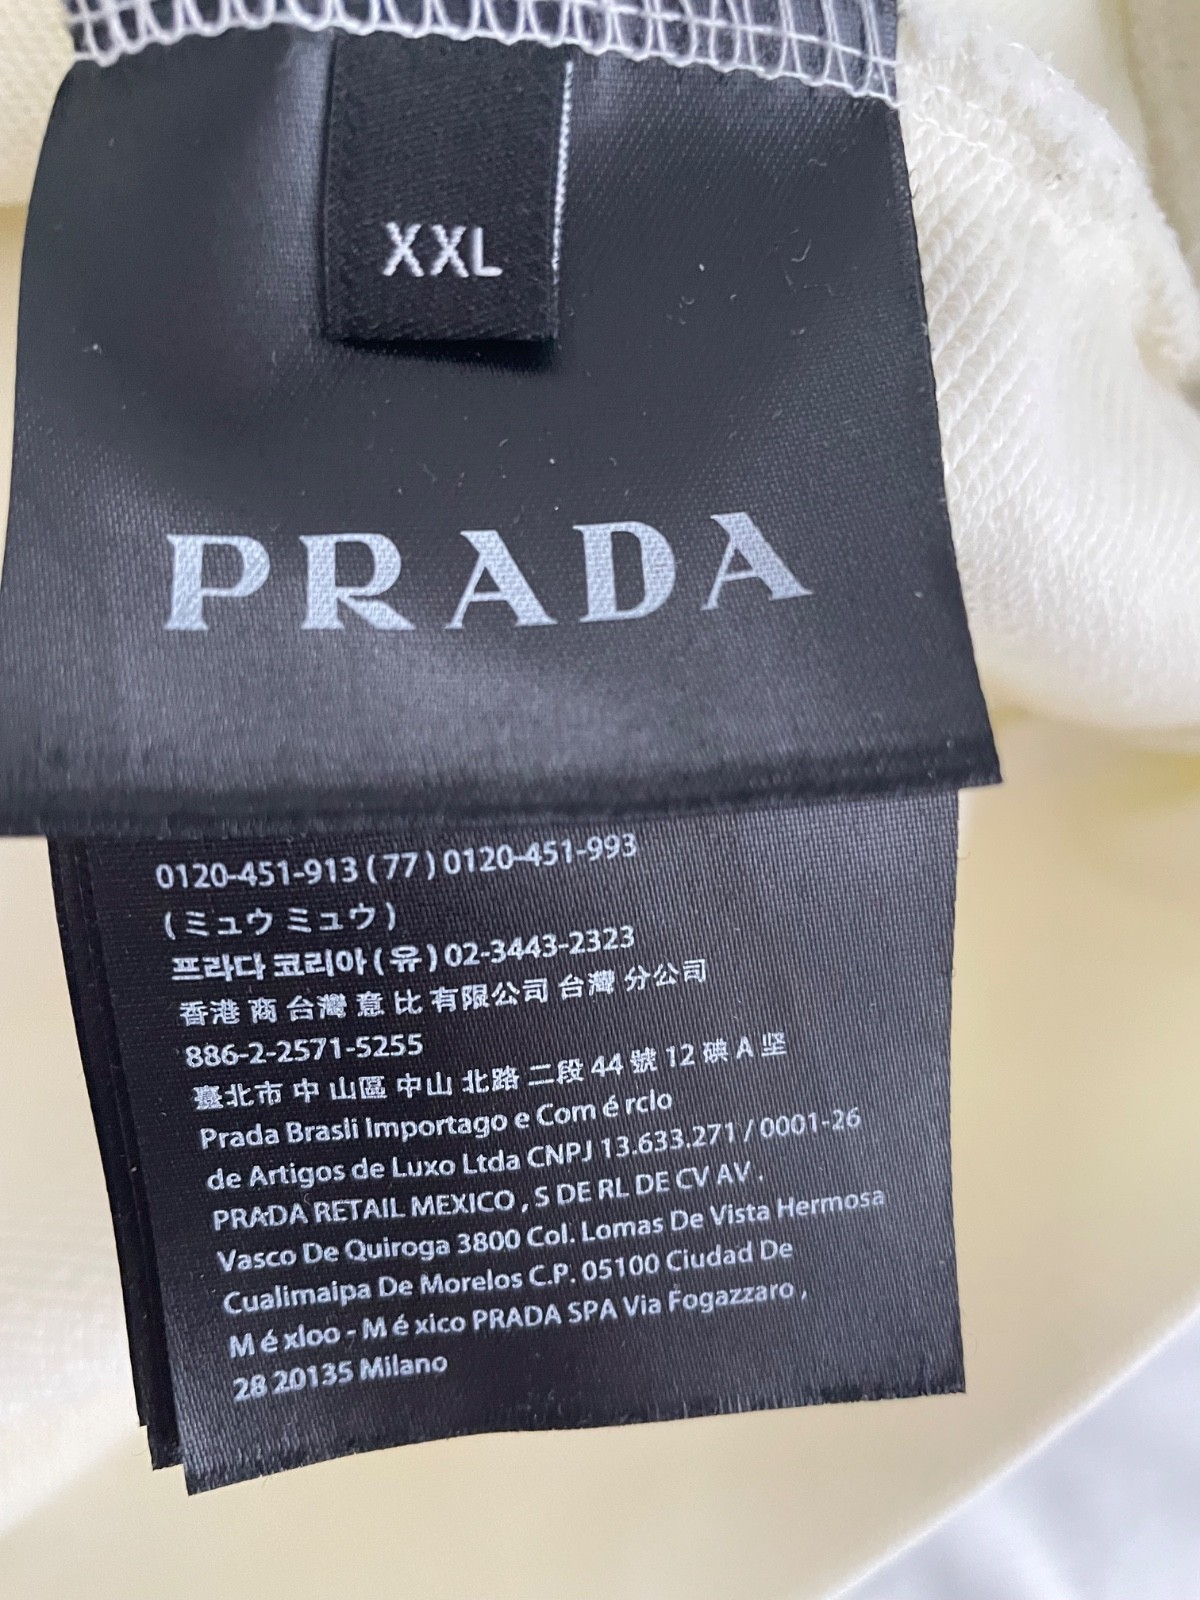 XXL
PRADA
0120-451-913 ( 77 ) 0120-451-993
( ミュウ ミュウ )
프라다 코리아 ( 유 ) 02-3443-2323
香港 商 台灣 意 比 有限公司 台灣 分公司
886-2-2571-5255
臺北市 中 山區 中山 北路 二段 44 號 12 碘 A 坚
Prada Brasli Importago e Com é rclo
de Artigos de Luxo Ltda CNPJ 13.633.271 / 0001-26
PRADA RETAIL MEXICO , S DE RL DE CV AV .
Vasco De Quiroga 3800 Col. Lomas De Vista Hermosa
Cualimaipa De Morelos C.P. 05100 Ciudad De
M é xloo - M é xico PRADA SPA Via Fogazzaro ,
28 20135 Milano